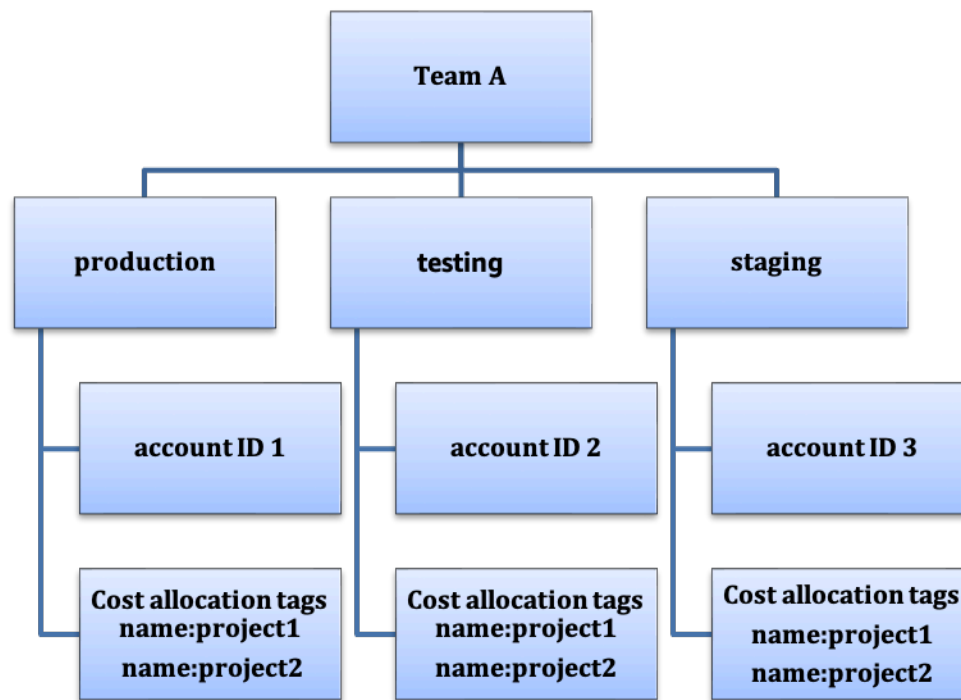 Team A
production
testing
staging
account ID 1
account ID 2
account ID 3
Cost allocation tags
name:project1
name:project2
Cost allocation tags
name:project1
name:project2
Cost allocation tags
name:project1
name:project2